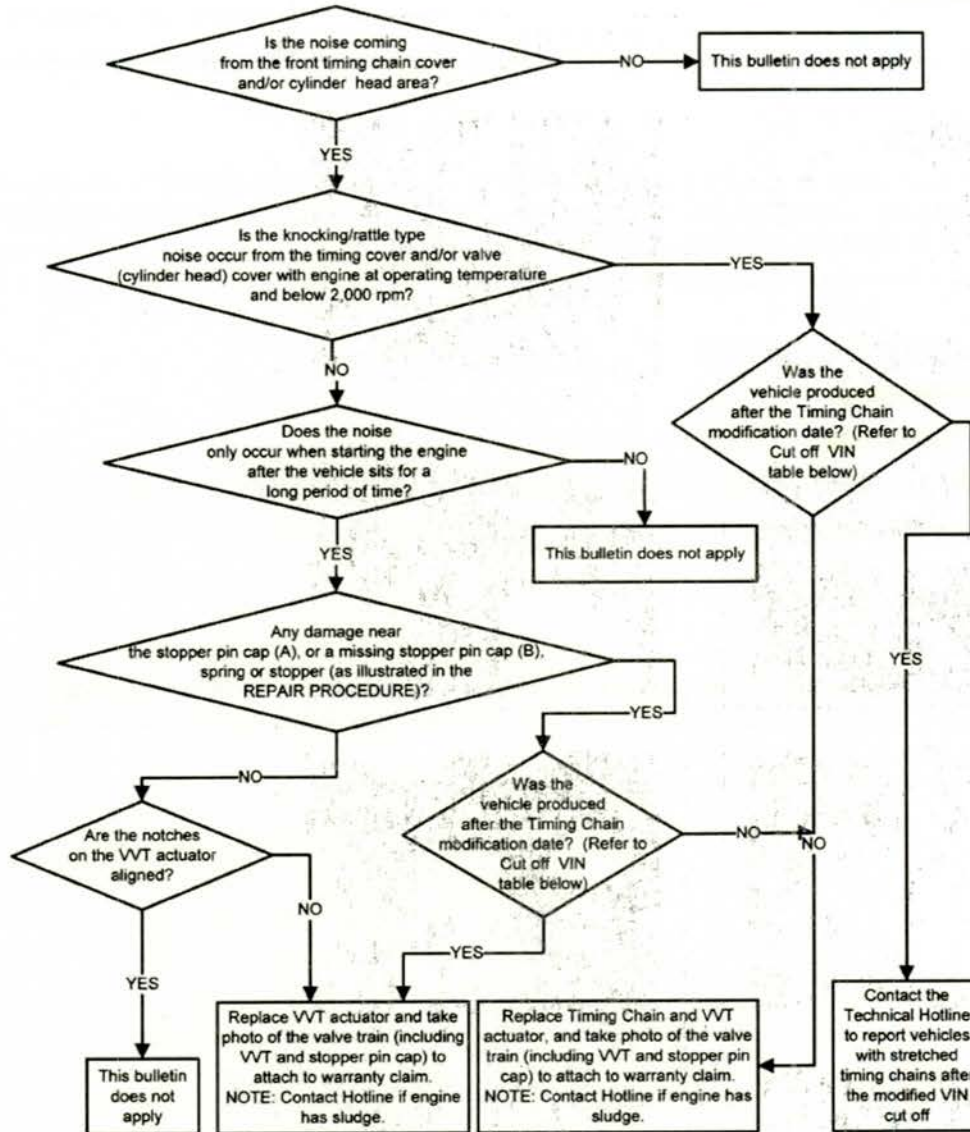 Is the noise coming
from the front timing chain cover
and/or cylinder head area?
NO
This bulletin does not apply
YES
Is the knocking/rattle type
noise occur from the timing cover and/or valve
(cylinder head) cover with engine at operating temperature
and below 2,000 rpm?
YES
NO
Was the
vehicle produced
after the Timing Chain
modification date? (Refer to
Cut off VIN
table below)
Does the noise
only occur when starting the engine
after the vehicle sits for a
long period of time?
NO
This bulletin does not apply
YES
Any damage near
the stopper pin cap (A), or a missing stopper pin cap (B),
spring or stopper (as illustrated in the
REPAIR PROCEDURE)?
YES
YES
NO
Was the
vehicle produced
after the Timing Chain
modification date? (Refer to
Cut off VIN
table below)
NO
NO
Are the notches
on the VVT actuator
aligned?
NO
YES
YES
This bulletin
does not
apply
Replace VVT actuator and take
photo of the valve train (including
VVT and stopper pin cap) to
attach to warranty claim.
NOTE: Contact Hotline if engine
has sludge.
Replace Timing Chain and VVT
actuator, and take photo of the valve
train (including VVT and stopper pin
cap) to attach to warranty claim.
NOTE: Contact Hotline if engine has
sludge.
Contact the
Technical Hotline
to report vehicles
with stretched
timing chains after
the modified VIN
cut off